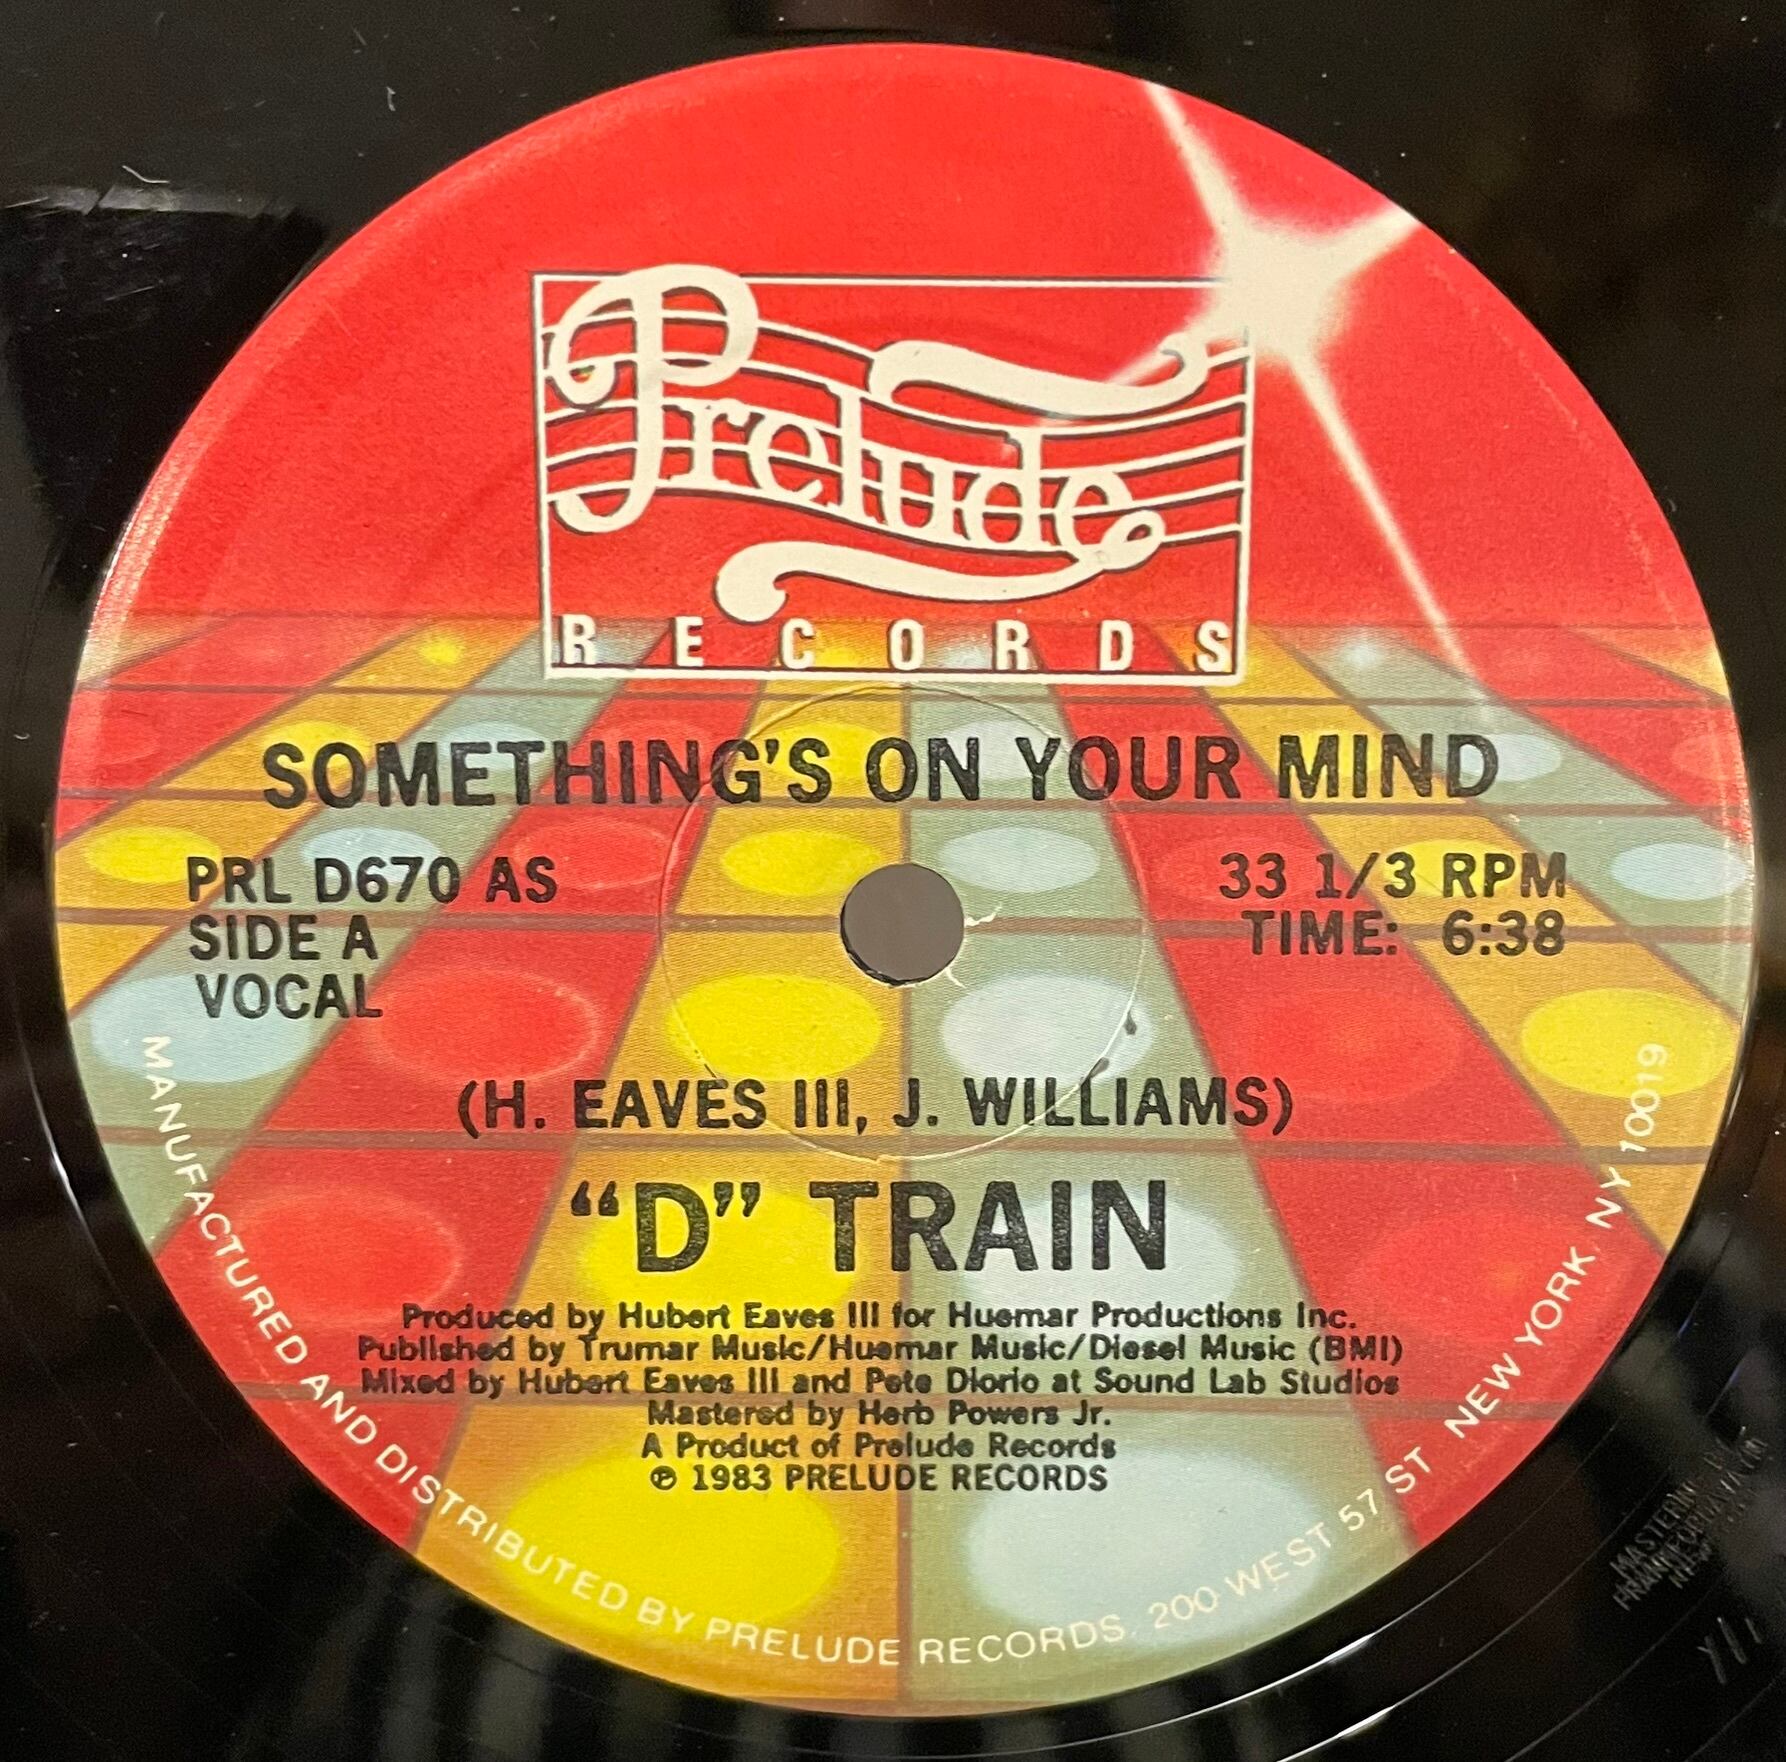 Prelude
RECORDS
SOMETHING'S ON YOUR MIND
PRL D670 AS
SIDE A
VOCAL
33 1/3 RPM
TIME: 6:38
(H. EAVES III, J. WILLIAMS)
“D” TRAIN
Produced by Hubert Eaves III for Huemar Productions Inc.
Published by Trumar Music/Huemar Music/Diesel Music (BMI)
Mixed by Hubert Eaves III and Pete Diorio at Sound Lab Studios
Mastered by Herb Powers Jr.
A Product of Prelude Records
℗ 1983 PRELUDE RECORDS
MANUFACTURED AND DISTRIBUTED BY PRELUDE RECORDS, 200 WEST 57 ST NEW YORK, NY 10019
MASTERING BY